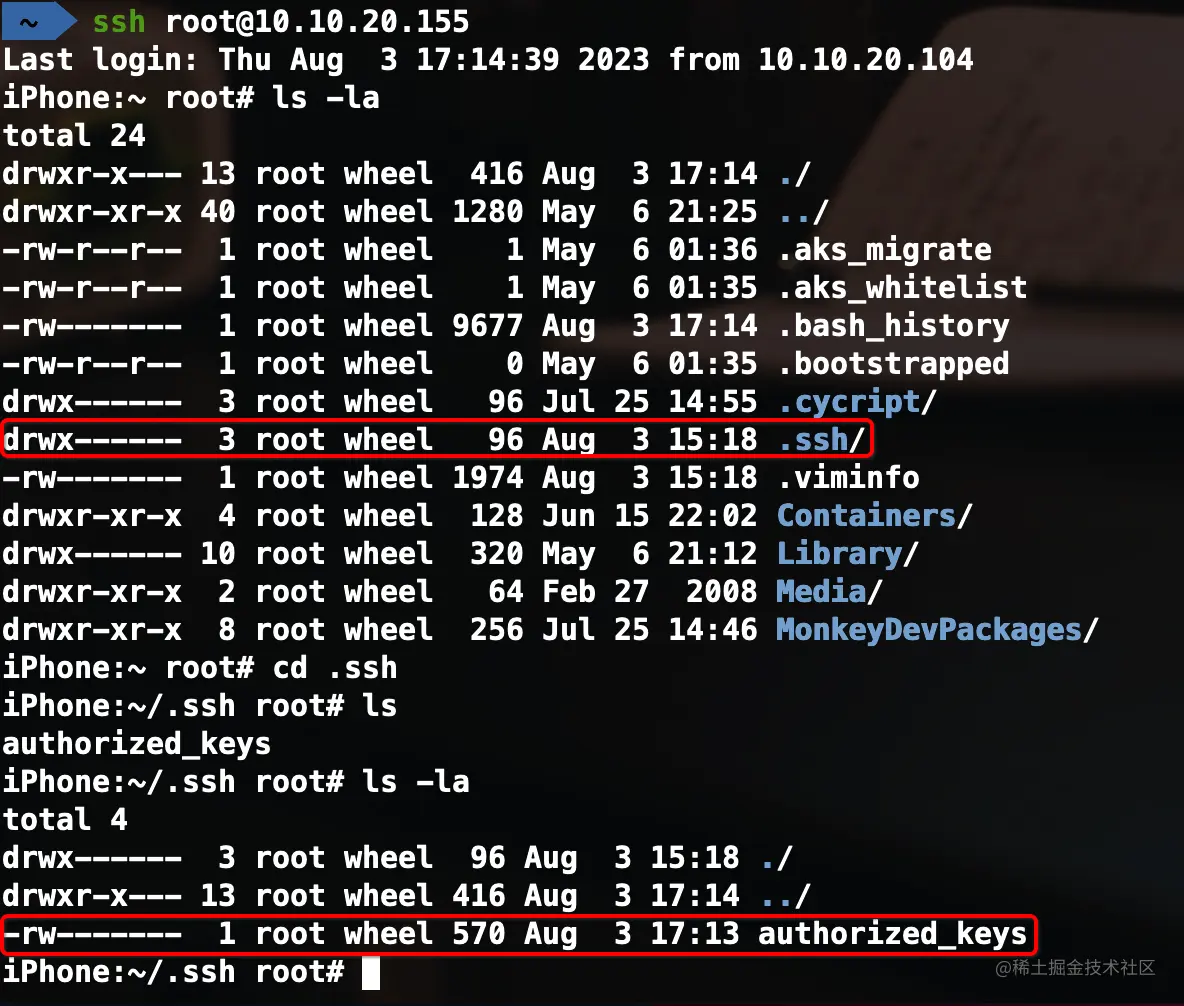 ~ ssh root@10.10.20.155
Last login: Thu Aug  3 17:14:39 2023 from 10.10.20.104
iPhone:~ root# ls -la
total 24
drwxr-x--- 13 root wheel  416 Aug  3 17:14 ./
drwxr-xr-x 40 root wheel 1280 May  6 21:25 ../
-rw-r--r--  1 root wheel    1 May  6 01:36 .aks_migrate
-rw-r--r--  1 root wheel    1 May  6 01:35 .aks_whitelist
-rw-------  1 root wheel 9677 Aug  3 17:14 .bash_history
-rw-r--r--  1 root wheel    0 May  6 01:35 .bootstrapped
drwx------  3 root wheel   96 Jul 25 14:55 .cycript/
drwx------  3 root wheel   96 Aug  3 15:18 .ssh/
-rw-------  1 root wheel 1974 Aug  3 15:18 .viminfo
drwxr-xr-x  4 root wheel  128 Jun 15 22:02 Containers/
drwx------ 10 root wheel  320 May  6 21:12 Library/
drwxr-xr-x  2 root wheel   64 Feb 27  2008 Media/
drwxr-xr-x  8 root wheel  256 Jul 25 14:46 MonkeyDevPackages/
iPhone:~ root# cd .ssh
iPhone:~/.ssh root# ls
authorized_keys
iPhone:~/.ssh root# ls -la
total 4
drwx------  3 root wheel  96 Aug  3 15:18 ./
drwxr-x--- 13 root wheel 416 Aug  3 17:14 ../
-rw-------  1 root wheel 570 Aug  3 17:13 authorized_keys
iPhone:~/.ssh root#
@稀土掘金技术社区